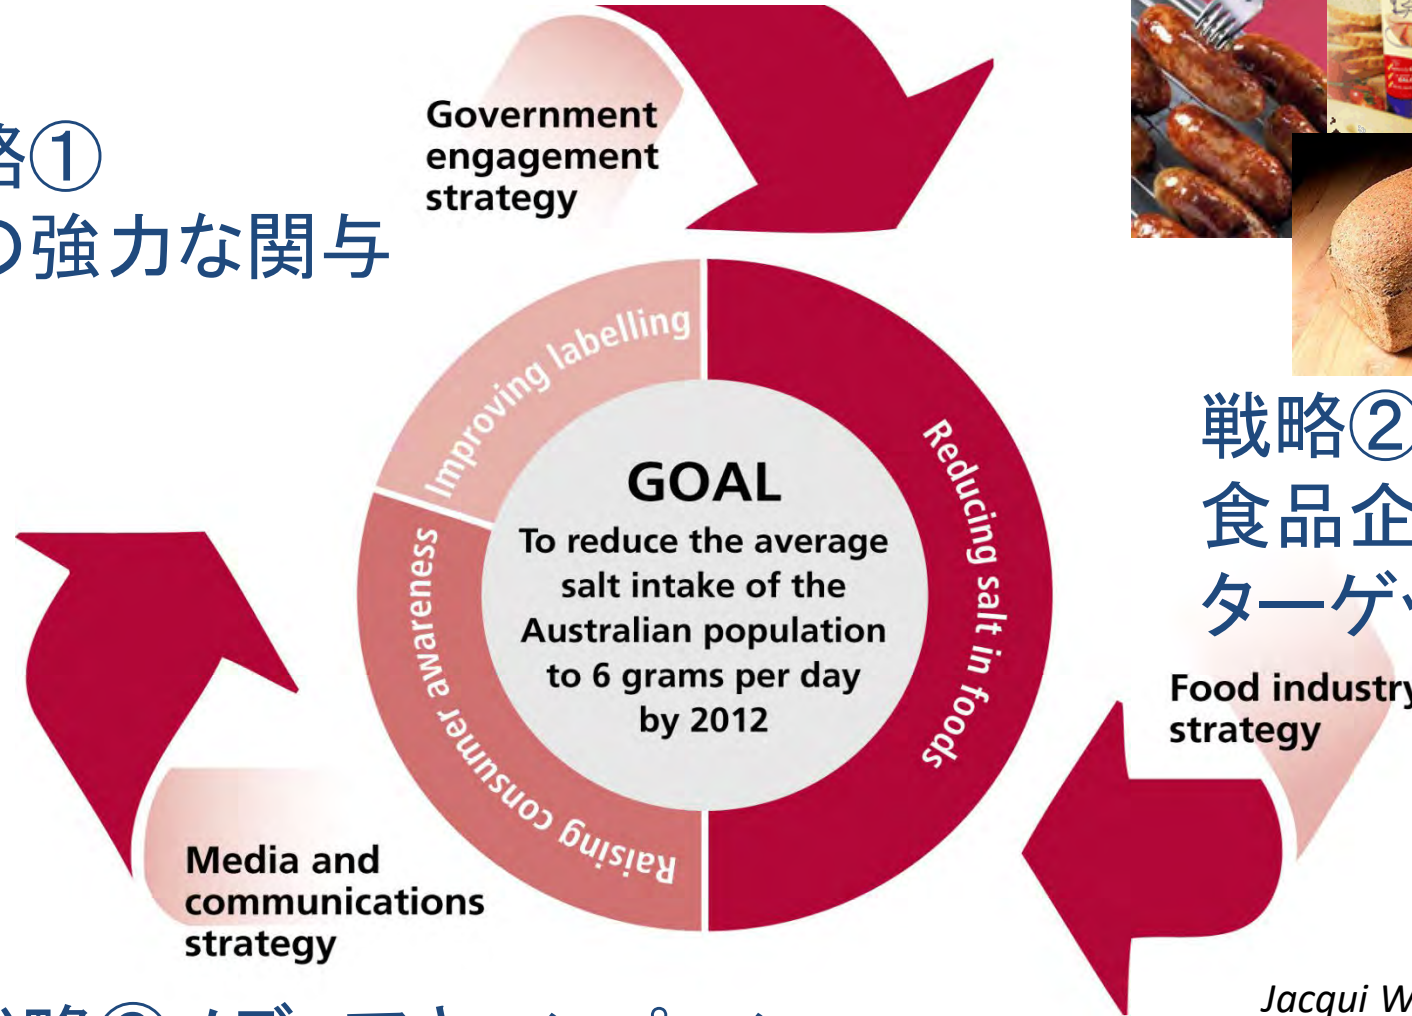 Government
engagement
strategy
略①
の強力な関与
Improving labelling
Reducing salt in foods
Raising consumer awareness
GOAL
To reduce the average
salt intake of the
Australian population
to 6 grams per day
by 2012
戦略②
食品企
ターゲ
Food industry
strategy
Media and
communications
strategy
Jacqui W